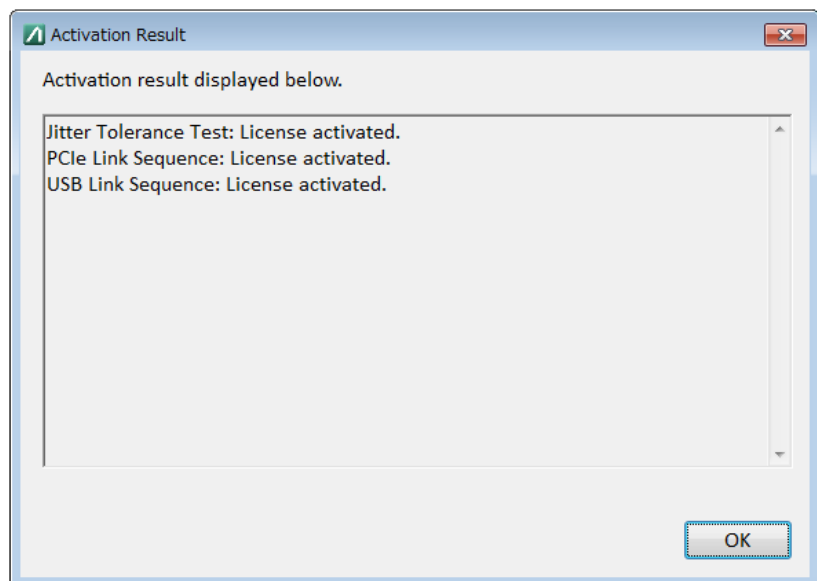 Activation Result
Activation result displayed below.
Jitter Tolerance Test: License activated.
PCIe Link Sequence: License activated.
USB Link Sequence: License activated.
OK